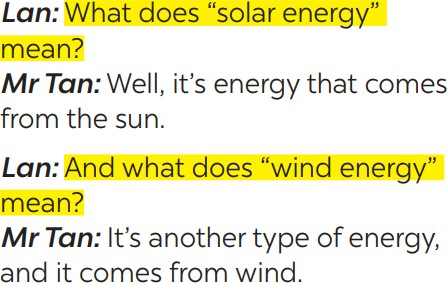 Lan: What does “solar energy”
mean?
Mr Tan: Well, it’s energy that comes
from the sun.
Lan: And what does “wind energy”
mean?
Mr Tan: It’s another type of energy,
and it comes from wind.